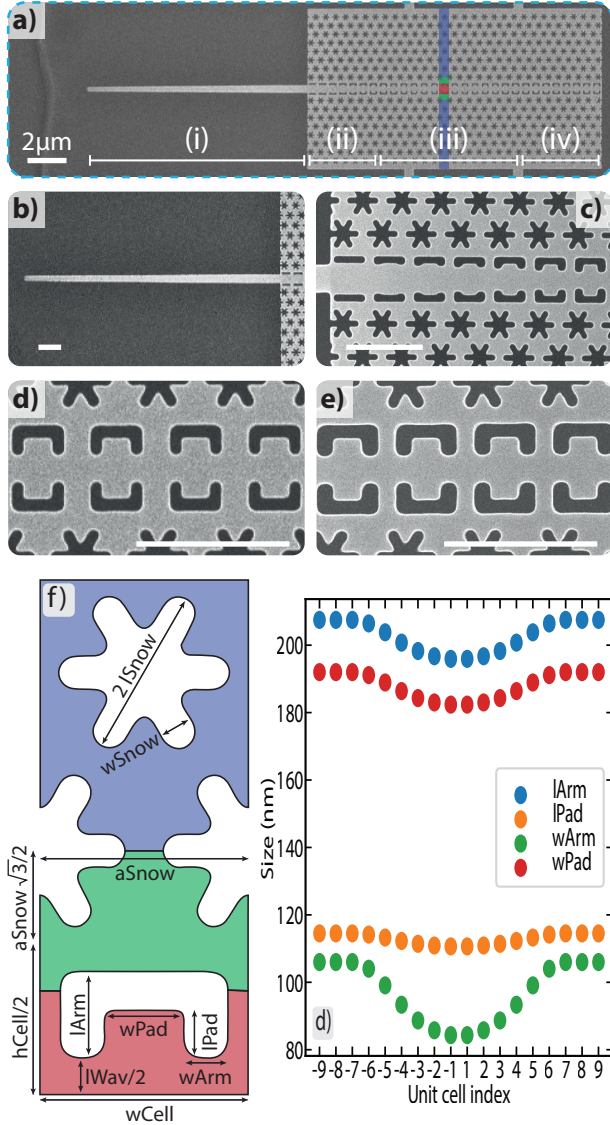 a)
2μm
(i)
(ii)
(iii)
(iv)
b)
c)
d)
e)
f)
2 lSnow
wSnow
aSnow
aSnow √3/2
hCell/2
lArm
wPad
lPad
lWav/2
wArm
wCell
Size (nm)
200
180
160
140
120
100
80
lArm
lPad
wArm
wPad
d)
-9 -8 -7 -6 -5 -4 -3 -2 -1 1 2 3 4 5 6 7 8 9
Unit cell index